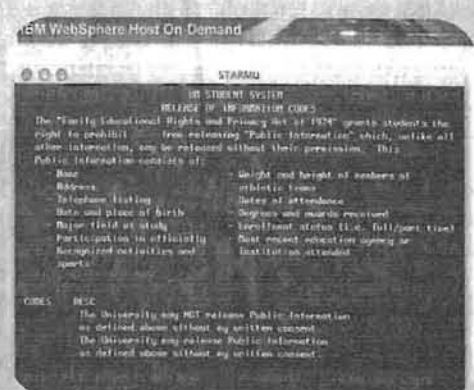 IBM WebSphere Host On-Demand
STARMU
UM STUDENT SYSTEM
RELEASE OF INFORMATION CODES
The "Family Educational Rights and Privacy Act of 1974" grants students the
right to prohibit from releasing "Public Information" which, unlike all
other information, may be released without their permission. This
Public Information consists of:
Name - Weight and height of members of
Address athletic teams
Telephone listing - Dates of attendance
Date and place of birth - Degrees and awards received
Major field of study - Enrollment status (i.e. full/part time)
Participation in officially - Most recent education agency or
Recognized activities and Institution attended
sports
CODES DESC
The University may NOT release Public Information
as defined above without my written consent.
The University may release Public Information
as defined above without my written consent.